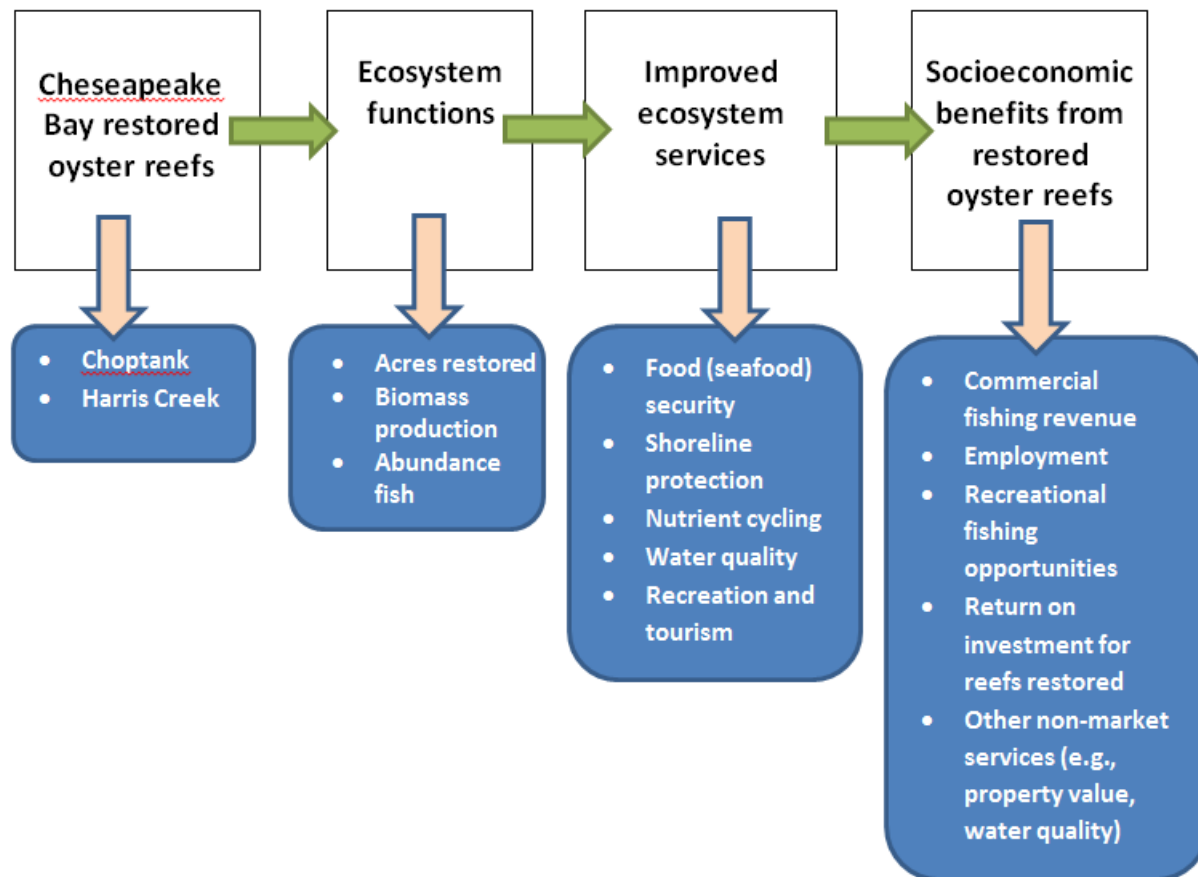 Cheseapeake
Bay restored
oyster reefs
Ecosystem
functions
Improved
ecosystem
services
Socioeconomic
benefits from
restored
oyster reefs
• Choptank
• Harris Creek
• Acres restored
• Biomass
production
• Abundance
fish
• Food (seafood)
security
• Shoreline
protection
• Nutrient cycling
• Water quality
• Recreation and
tourism
• Commercial
fishing revenue
• Employment
• Recreational
fishing
opportunities
• Return on
investment for
reefs restored
• Other non-market
services (e.g.,
property value,
water quality)